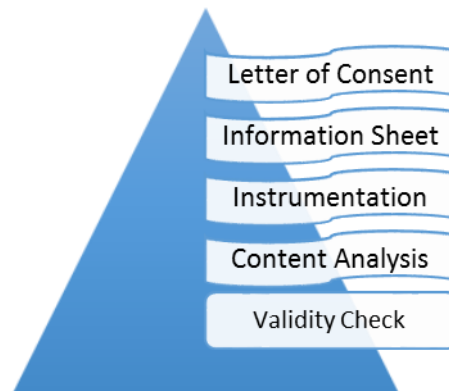 Letter of Consent
Information Sheet
Instrumentation
Content Analysis
Validity Check